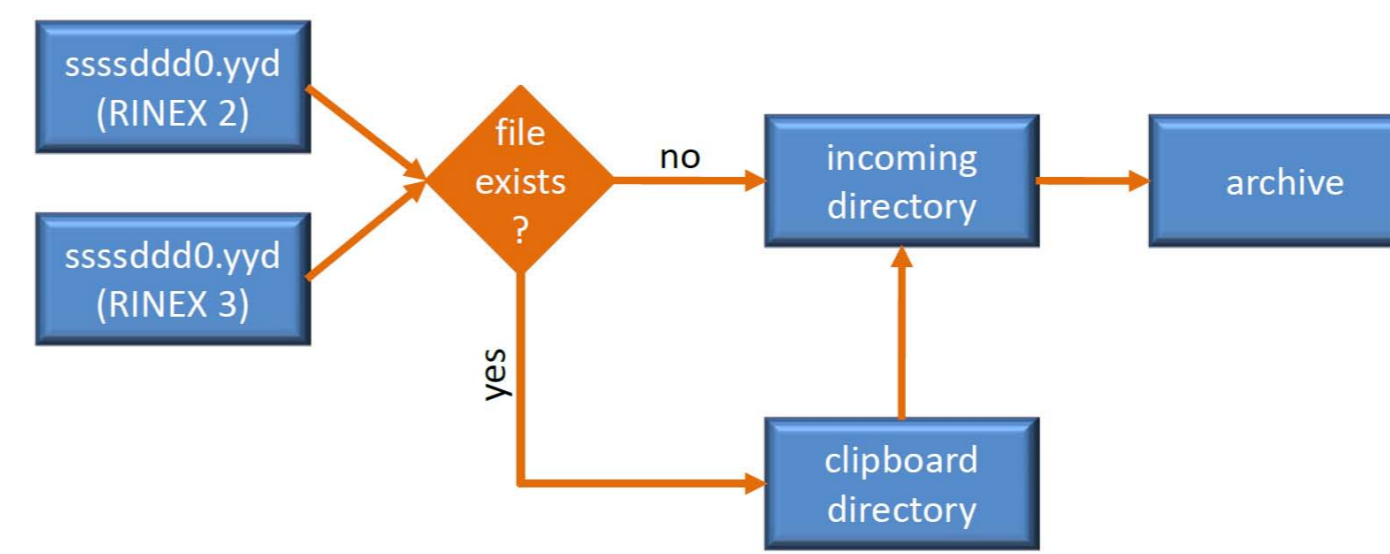 ssssddd0.yyd
(RINEX 2)
ssssddd0.yyd
(RINEX 3)
file
exists
?
no
yes
incoming
directory
archive
clipboard
directory